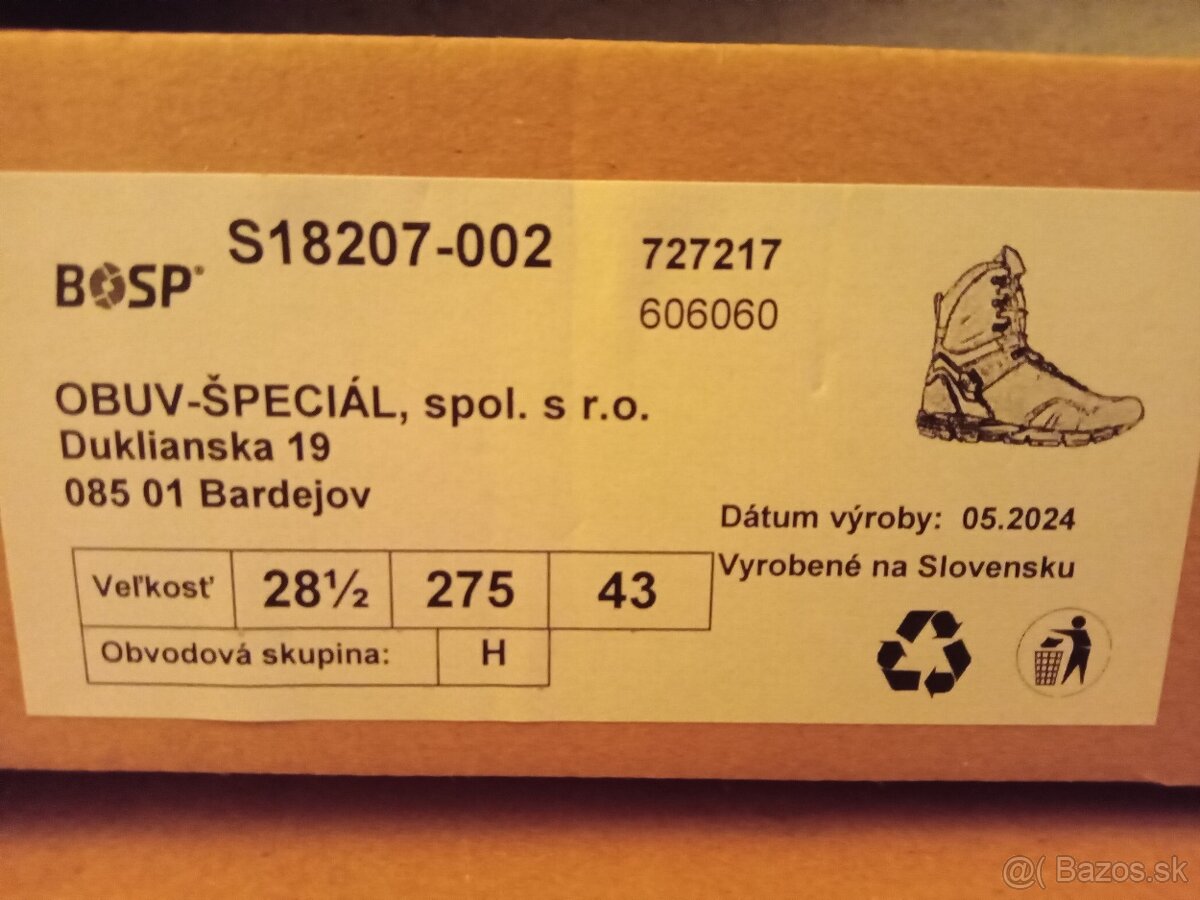 BOSP®
S18207-002
727217
606060
OBUV-ŠPECIÁL, spol. s r.o.
Duklianska 19
085 01 Bardejov
Dátum výroby: 05.2024
Vyrobené na Slovensku
Veľkosť 28½ 275 43
Obvodová skupina: H
@( Bazos.sk